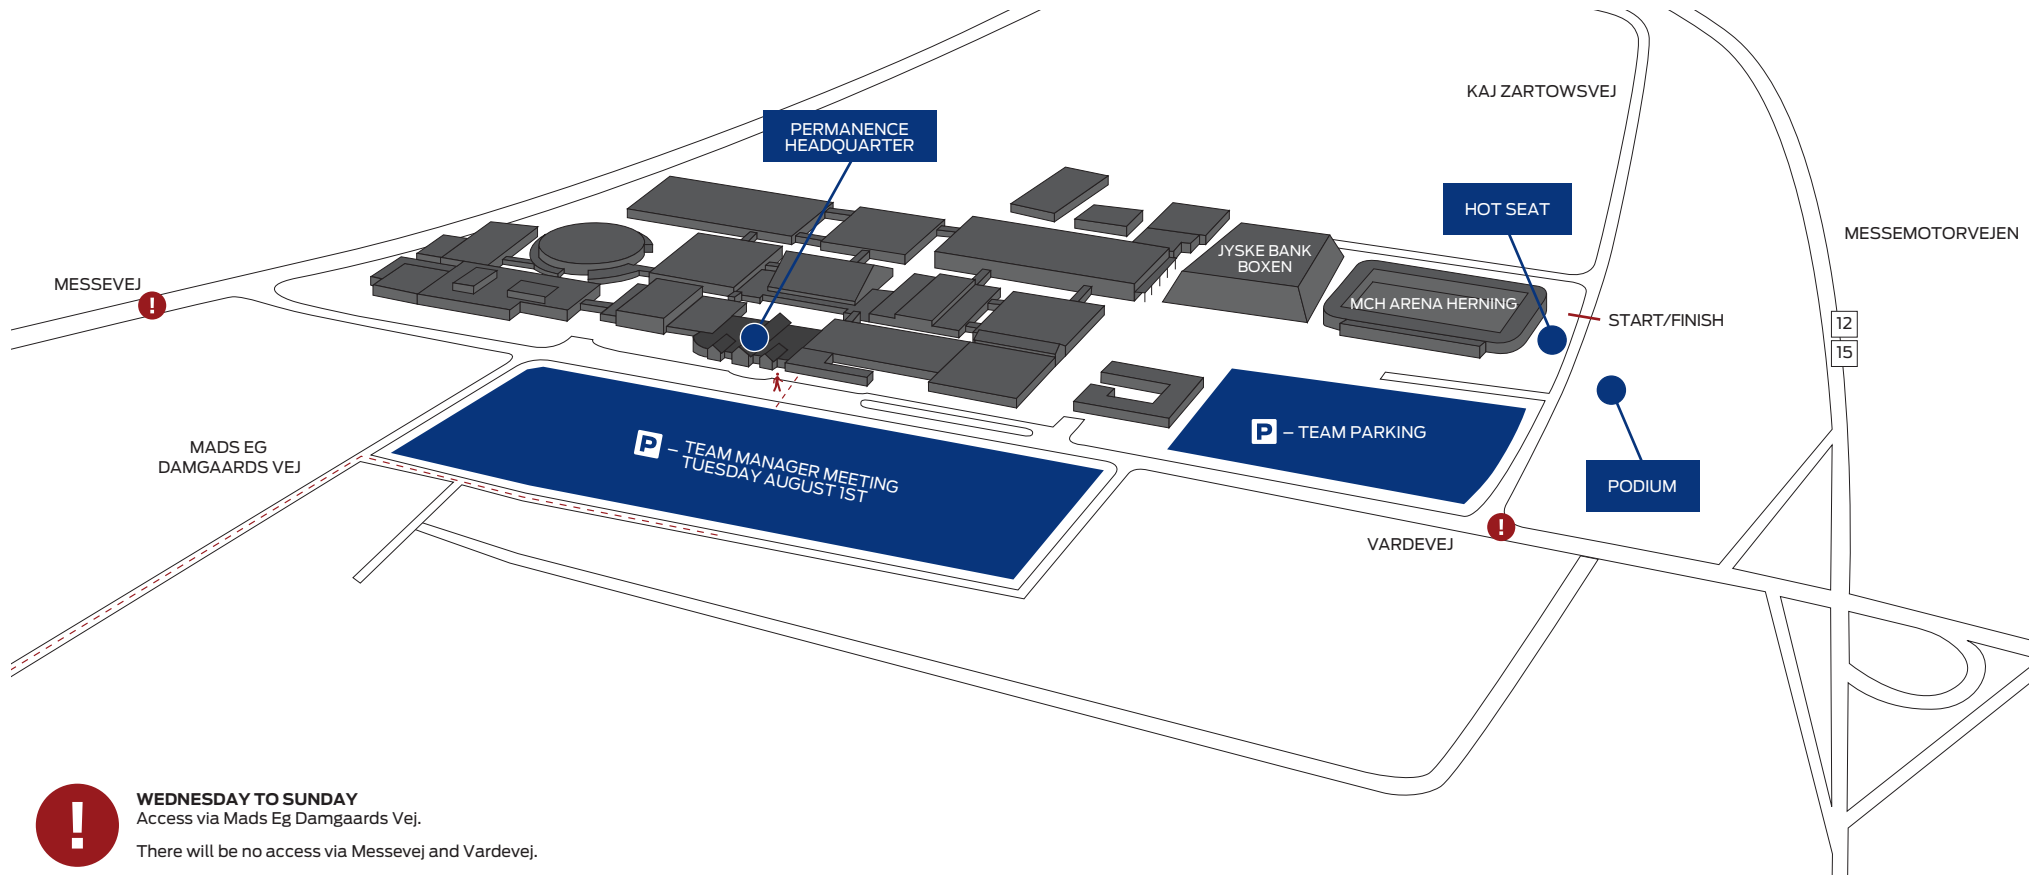 KAJ ZARTOWSVEJ
PERMANENCE
HEADQUARTER
HOT SEAT
MESSEMOTORVEJEN
JYSKE BANK
BOXEN
MESSEVEJ
!
MCH ARENA HERNING
START/FINISH
12
15
MADS EG
DAMGAARDS VEJ
P – TEAM MANAGER MEETING
TUESDAY AUGUST 1ST
P – TEAM PARKING
PODIUM
!
VARDEVEJ
!
WEDNESDAY TO SUNDAY
Access via Mads Eg Damgaards Vej.
There will be no access via Messevej and Vardevej.